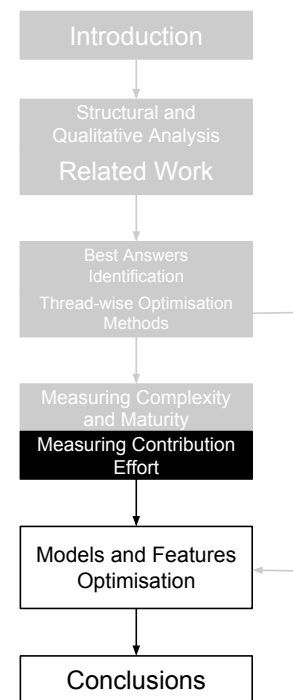 Introduction
Structural and
Qualitative Analysis
Related Work
Best Answers
Identification
Thread-wise Optimisation
Methods
Measuring Complexity
and Maturity
Measuring Contribution
Effort
Models and Features
Optimisation
Conclusions